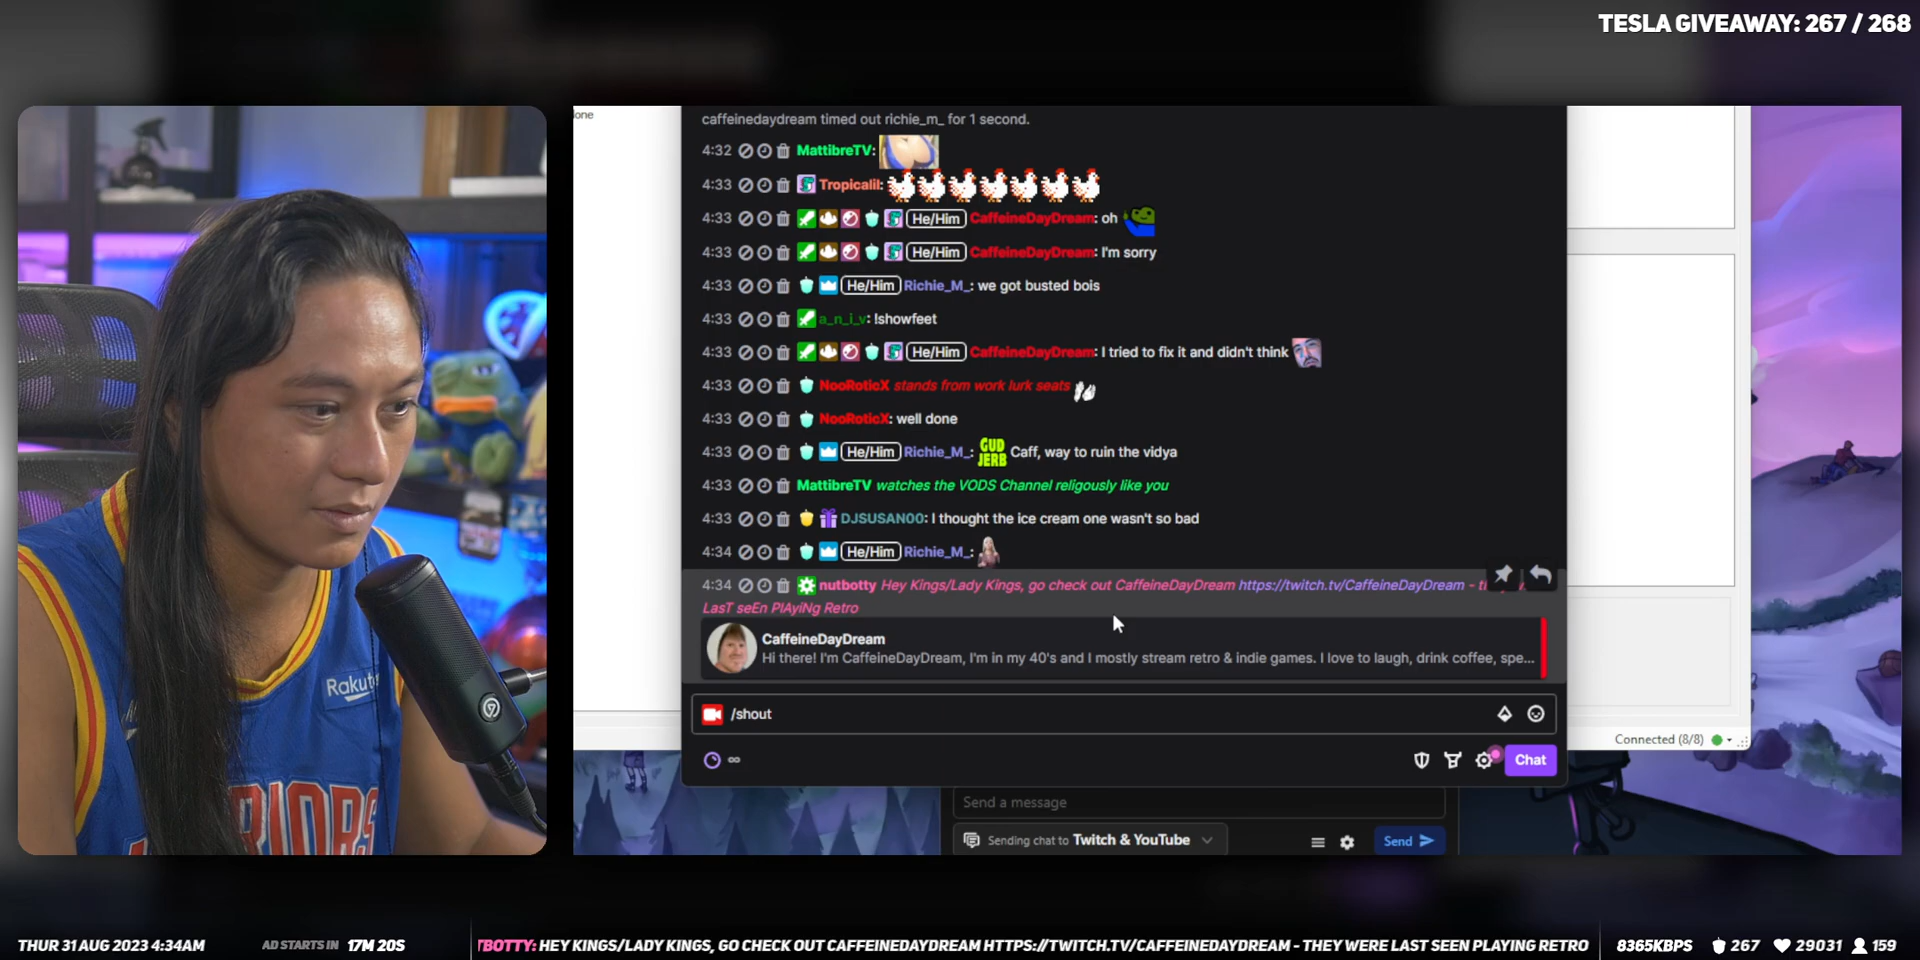 TESLA GIVEAWAY: 267 / 268
caffeinedaydream timed out richie_m_ for 1 second.
4:32 MattibreTV:
4:33 Tropicalil:
4:33 He/Him CaffeineDayDream: oh
4:33 He/Him CaffeineDayDream: I'm sorry
4:33 He/Him Richie_M_: we got busted bois
4:33 a_n_i_v: !showfeet
4:33 He/Him CaffeineDayDream: I tried to fix it and didn't think
4:33 NooRoticX stands from work lurk seats
4:33 NooRoticX: well done
4:33 He/Him Richie_M_: GUD JERB Caff, way to ruin the vidya
4:33 MattibreTV watches the VODS Channel religously like you
4:33 DJSUSAN00: I thought the ice cream one wasn't so bad
4:34 He/Him Richie_M_:
4:34 nutbotty Hey Kings/Lady Kings, go check out CaffeineDayDream https://twitch.tv/CaffeineDayDream -
LasT seEn PlAyiNg Retro
CaffeineDayDream
Hi there! I'm CaffeineDayDream, I'm in my 40's and I mostly stream retro & indie games. I love to laugh, drink coffee, spe...
/shout
Chat
Connected (8/8)
Send a message
Sending chat to Twitch & YouTube
Send
Rakute
THUR 31 AUG 2023 4:34AM
AD STARTS IN 17M 20S
TBOTTY: HEY KINGS/LADY KINGS, GO CHECK OUT CAFFEINEDAYDREAM HTTPS://TWITCH.TV/CAFFEINEDAYDREAM - THEY WERE LAST SEEN PLAYING RETRO
8365KBPS 267 29031 159